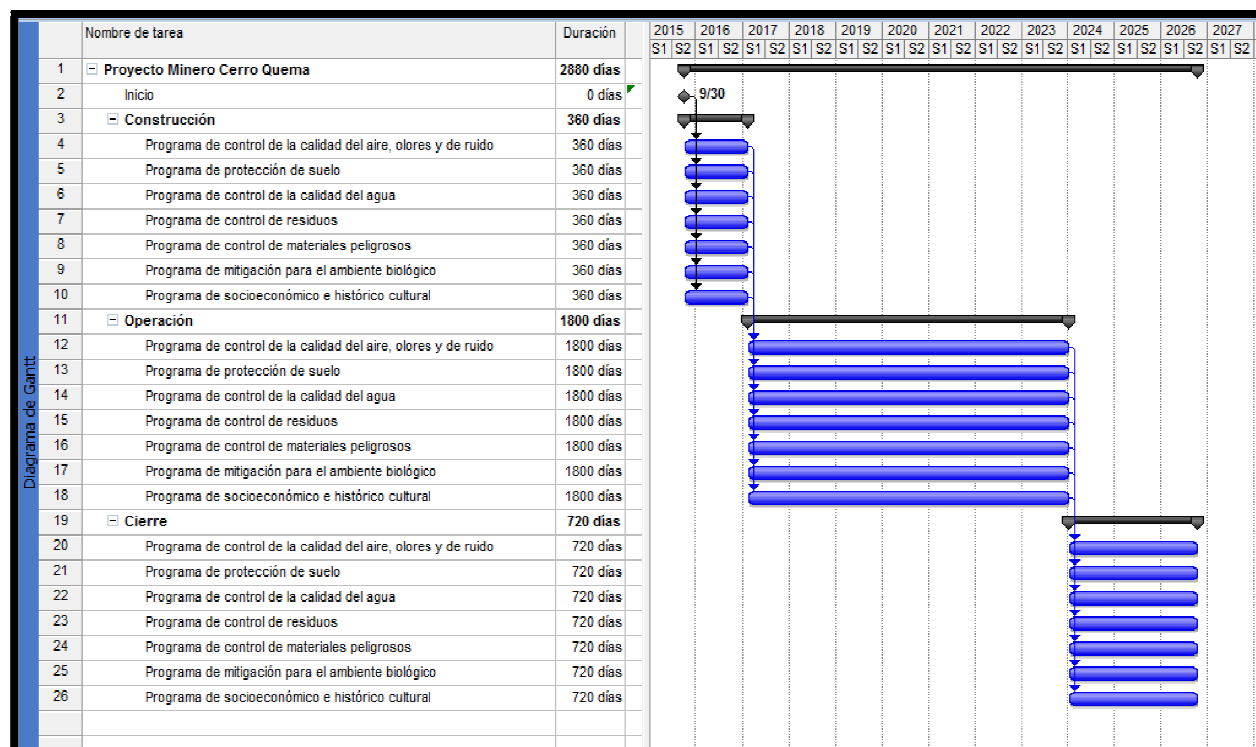 Nombre de tarea Duración 2015 2016 2017 2018 2019 2020 2021 2022 2023 2024 2025 2026 2027
S1 S2 S1 S2 S1 S2 S1 S2 S1 S2 S1 S2 S1 S2 S1 S2 S1 S2 S1 S2 S1 S2 S1 S2 S1 S2
1 Proyecto Minero Cerro Quema 2880 días
2 Inicio 0 días 9/30
3 Construcción 360 días
4 Programa de control de la calidad del aire, olores y de ruido 360 días
5 Programa de protección de suelo 360 días
6 Programa de control de la calidad del agua 360 días
7 Programa de control de residuos 360 días
8 Programa de control de materiales peligrosos 360 días
9 Programa de mitigación para el ambiente biológico 360 días
10 Programa de socioeconómico e histórico cultural 360 días
11 Operación 1800 días
12 Programa de control de la calidad del aire, olores y de ruido 1800 días
13 Programa de protección de suelo 1800 días
14 Programa de control de la calidad del agua 1800 días
15 Programa de control de residuos 1800 días
16 Programa de control de materiales peligrosos 1800 días
17 Programa de mitigación para el ambiente biológico 1800 días
18 Programa de socioeconómico e histórico cultural 1800 días
19 Cierre 720 días
20 Programa de control de la calidad del aire, olores y de ruido 720 días
21 Programa de protección de suelo 720 días
22 Programa de control de la calidad del agua 720 días
23 Programa de control de residuos 720 días
24 Programa de control de materiales peligrosos 720 días
25 Programa de mitigación para el ambiente biológico 720 días
26 Programa de socioeconómico e histórico cultural 720 días
Diagrama de Gantt